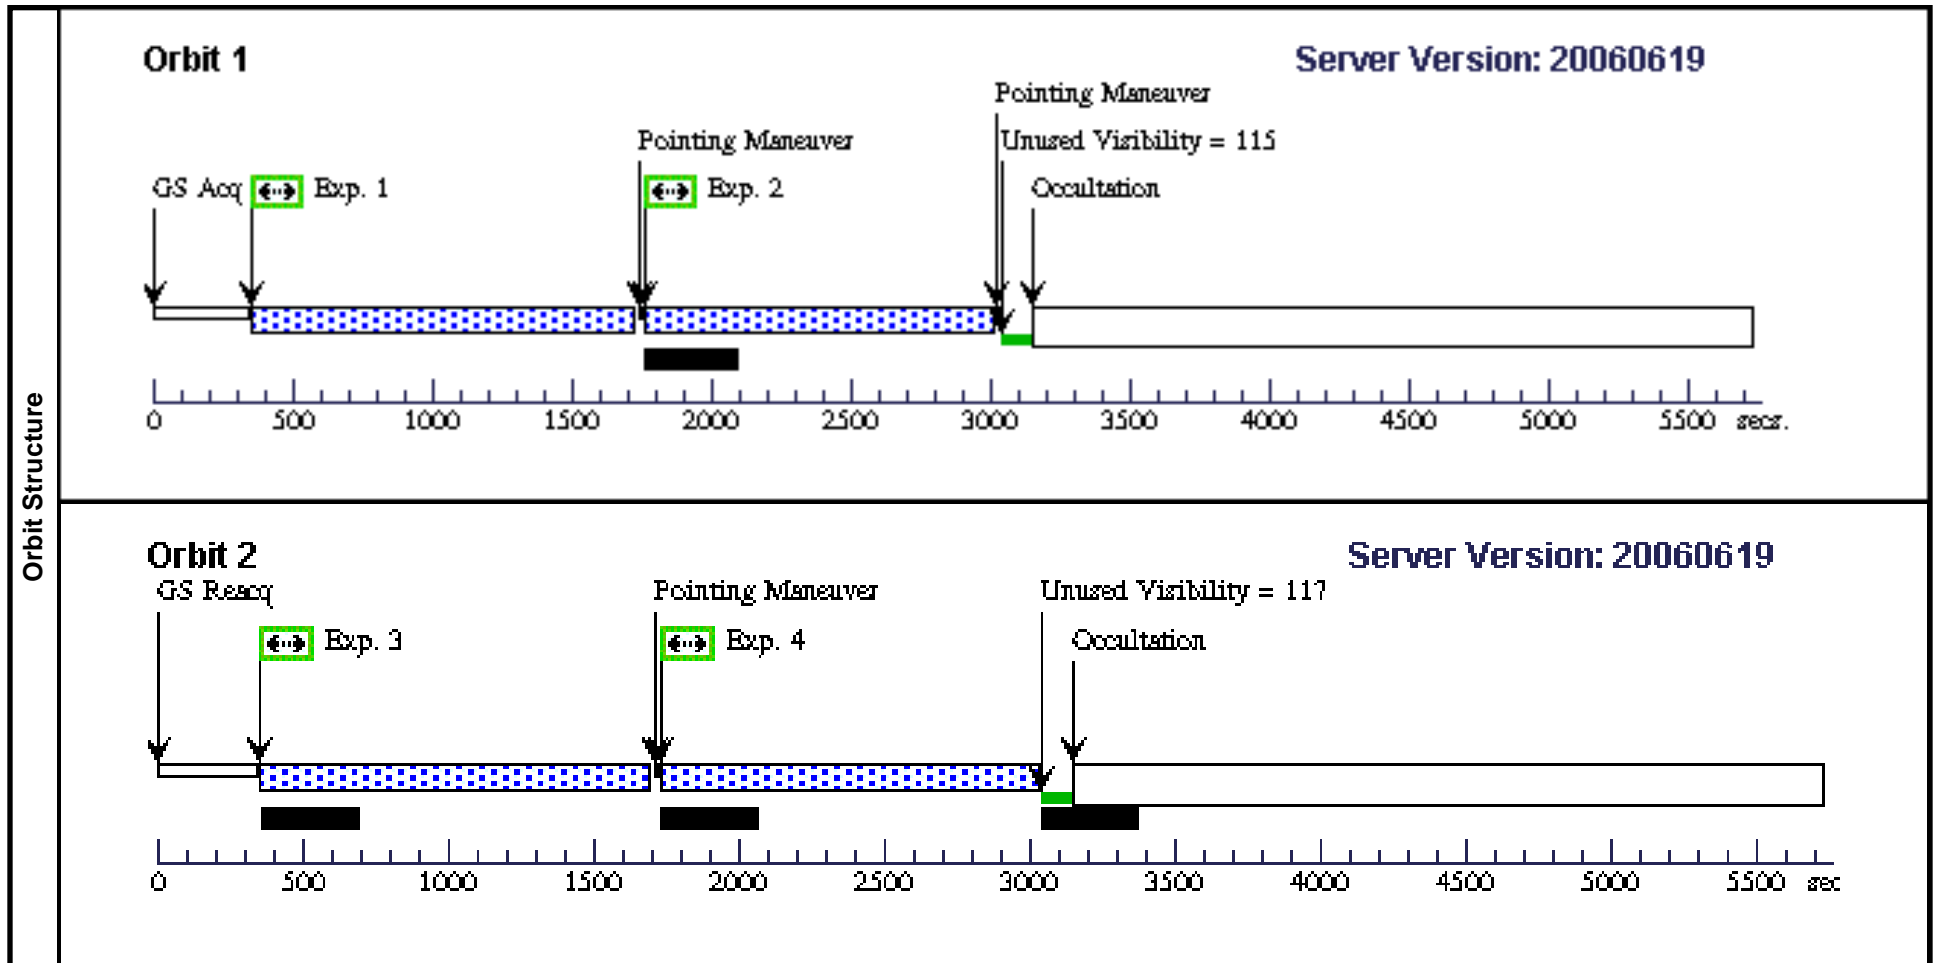 Orbit Structure
Orbit 1
Server Version: 20060619
Pointing Maneuver
Pointing Maneuver
Unused Visibility = 115
GS Acq
Exp. 1
Exp. 2
Occultation
0 500 1000 1500 2000 2500 3000 3500 4000 4500 5000 5500 secs.
Orbit 2
Server Version: 20060619
GS Reacq
Pointing Maneuver
Unused Visibility = 117
Exp. 3
Exp. 4
Occultation
0 500 1000 1500 2000 2500 3000 3500 4000 4500 5000 5500 sec